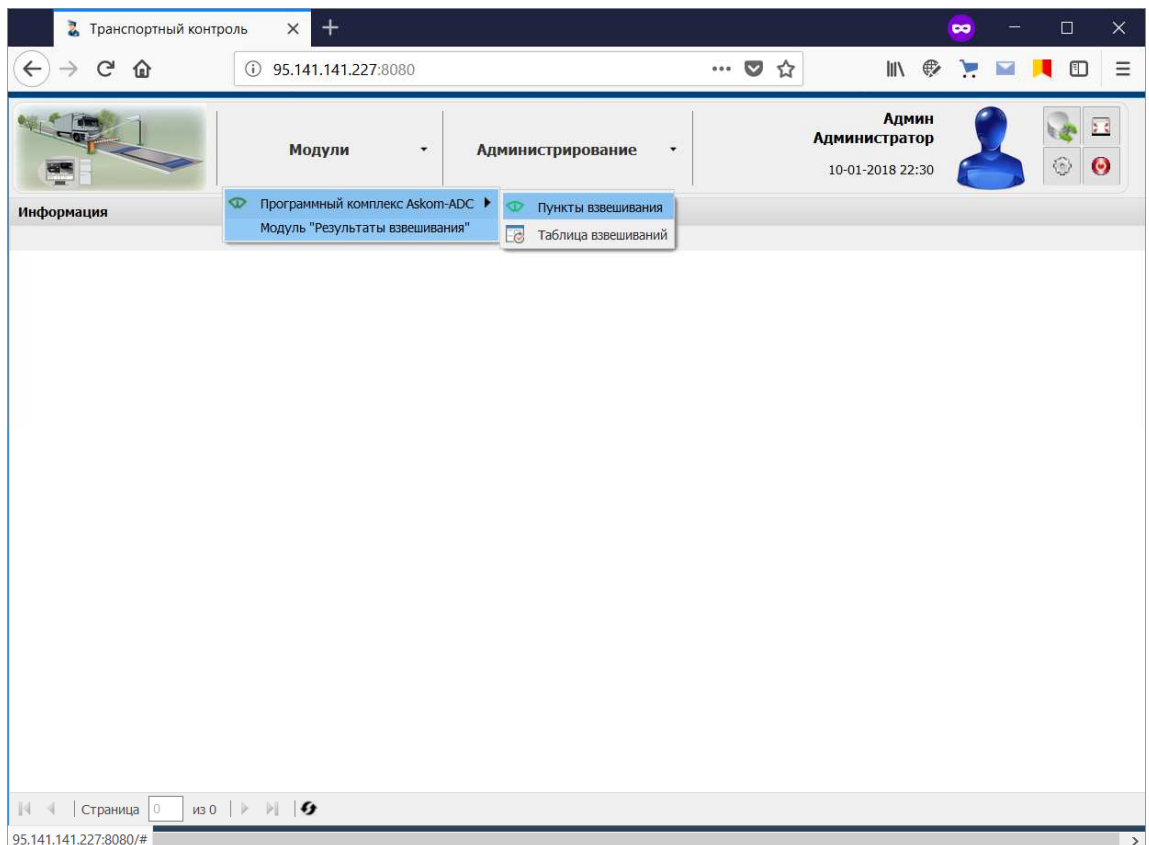 Транспортный контроль
95.141.141.227:8080
Модули
Администрирование
Админ
Администратор
10-01-2018 22:30
Информация
Программный комплекс Askom-ADC
Модуль "Результаты взвешивания"
Пункты взвешивания
Таблица взвешиваний
Страница 0 из 0
95.141.141.227:8080/#